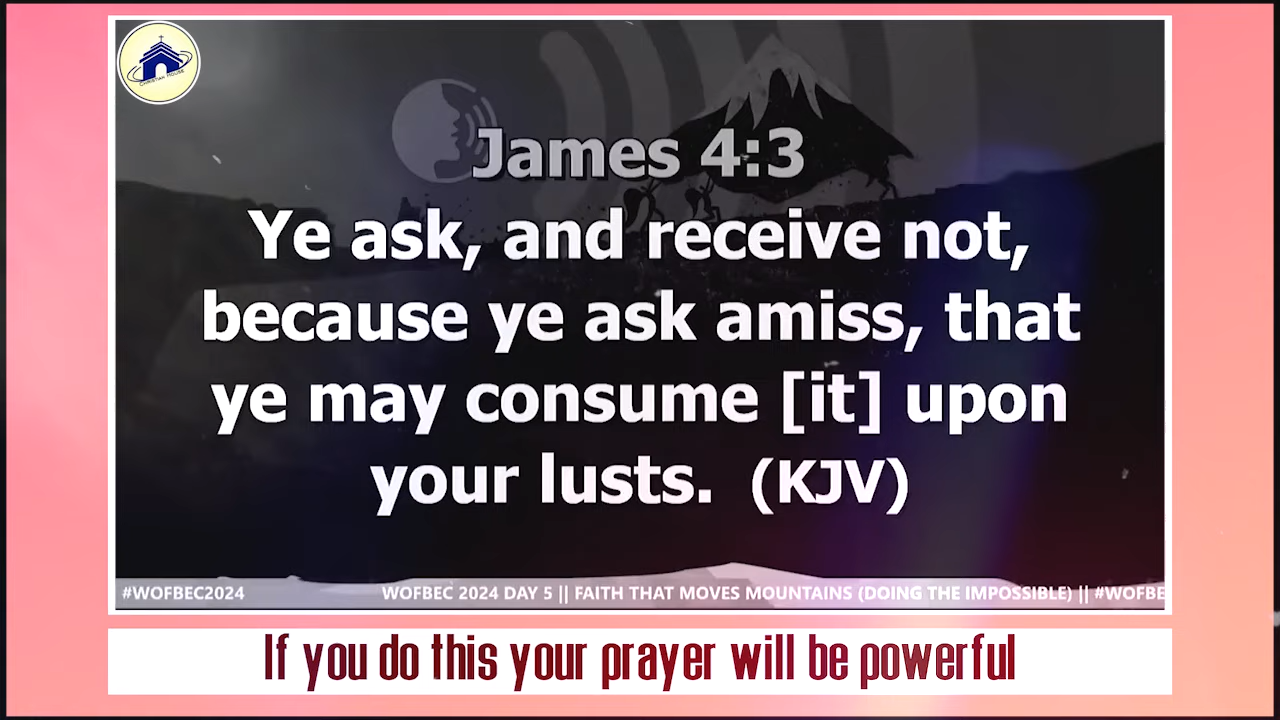 CHRISTIAN HOUSE
James 4:3
Ye ask, and receive not,
because ye ask amiss, that
ye may consume [it] upon
your lusts. (KJV)
#WOFBEC2024 WOFBEC 2024 DAY 5 || FAITH THAT MOVES MOUNTAINS (DOING THE IMPOSSIBLE) || #WOFBE
If you do this your prayer will be powerful